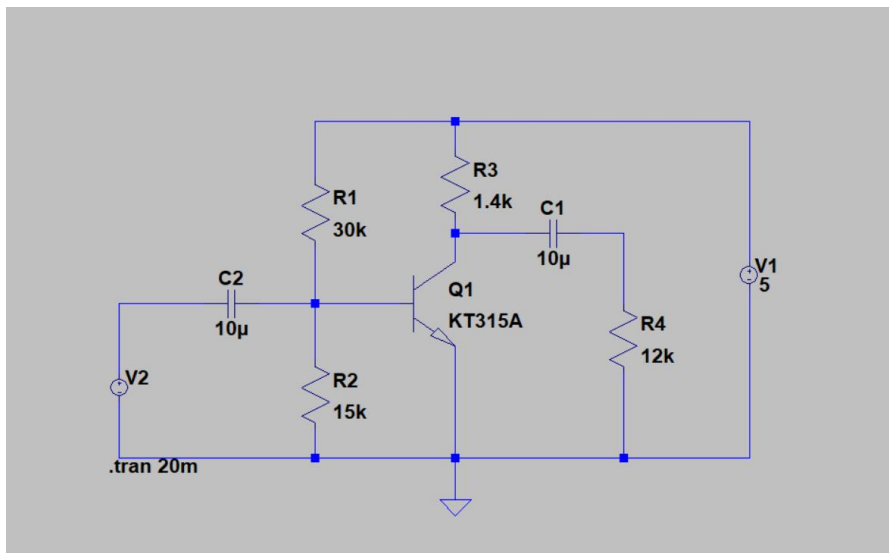 R3
1.4k
R1
30k
C1
10µ
C2
10µ
Q1
KT315A
V1
5
R4
12k
V2
R2
15k
.tran 20m